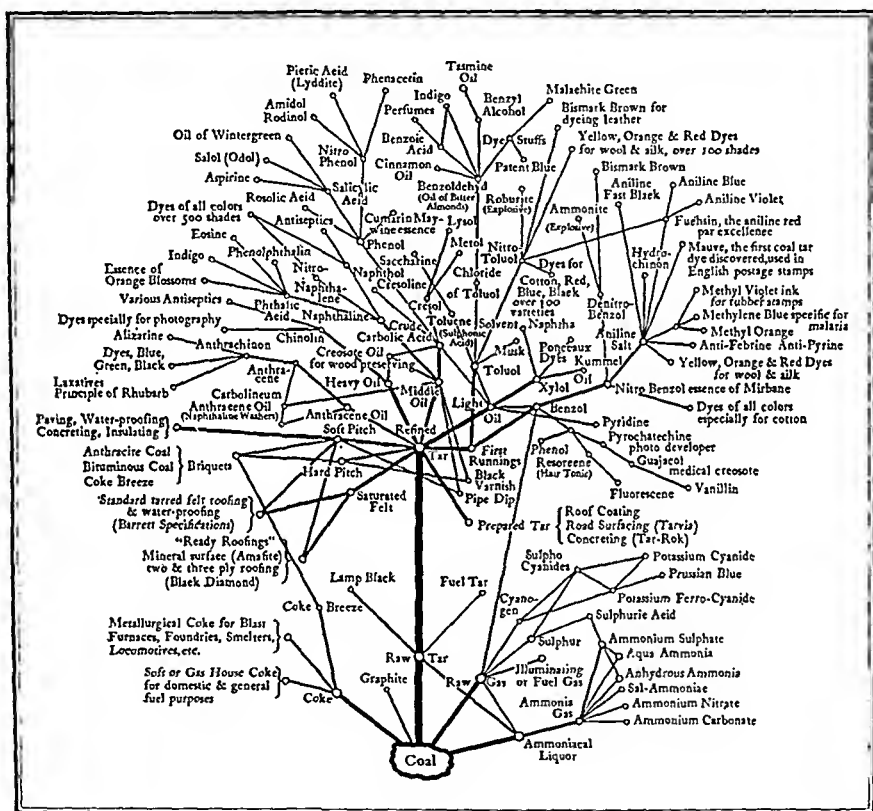 Tasmine
Oil
Picric Acid
(Lyddite)
Phenacetin
Malachite Green
Indigo
Benzyl
Alcohol
Bismark Brown for
dyeing leather
Amidol
Rodinol
Perfumes
Oil of Wintergreen
Benzoic
Acid
Dye Stuffs
Yellow, Orange & Red Dyes
for wool & silk, over 300 shades
Nitro
Phenol
Salol (Odol)
Cinnamon
Oil
Patent Blue
Bismark Brown
Aspirine
Salicylic
Acid
Benzoldehyd
(Oil of Bitter
Almonds)
Roburite
(Explosive)
Aniline
Fast Black
Aniline Blue
Rosolic Acid
Aniline Violet
Dyes of all colors
over 500 shades
Antiseptics
Cumarin May-
wine essence
Lysol
Ammonite
(Explosive)
Fuchsin, the aniline red
par excellence
Eosine
Phenol
Metol
Nitro
Toluol
Hydro-
chinon
Mauve, the first coal tar
dye discovered, used in
English postage stamps
Phenolphthalin
Saccharine
Indigo
Naphthol
Chloride
of Toluol
Dyes for
Cotton, Red,
Blue, Black
over 100
varieties
Essence of
Orange Blossoms
Nitro-
Naphtha-
lene
Cresoline
Methyl Violet ink
for rubber stamps
Various Antiseptics
Phthalic
Acid
Naphthaline
Cresol
Denitro-
Benzol
Methylene Blue specific for
malaria
Dyes specially for photography
Chinolin
Crude
Carbolic Acid
Toluene
(Sulphonic
Acid)
Solvent Naphtha
Aniline
Salt
Methyl Orange
Alizarine
Anthrachinon
Creosote Oil
for wood preserving
Musk
Ponceaux
Dyes
Anti-Febrine Anti-Pyrine
Dyes, Blue,
Green, Black
Anthra-
cene
Toluol
Kummel
Oil
Yellow, Orange & Red Dyes
for wool & silk
Laxatives
Principle of Rhubarb
Heavy Oil
Middle
Oil
Xylol
Nitro Benzol essence of Mirbane
Carbolineum
Anthracene Oil
(Naphthaline Washers)
Light
Oil
Benzol
Dyes of all colors
especially for cotton
Anthracene Oil
Paving, Water-proofing
Concreting, Insulating
Soft Pitch
Refined
Tar
First
Runnings
Pyridine
Pyrocatechine
photo developer
Anthracite Coal
Bituminous Coal
Coke Breeze
Briquets
Hard Pitch
Black
Varnish
Phenol
Resorcene
(Hair Tonic)
Guajacol
medical creosote
Vanillin
Saturated
Felt
Pipe Dip
Fluorescene
Standard tarred felt roofing
& water-proofing
(Barrett Specifications)
Prepared Tar
Roof Coating
Road Surfacing (Tarvia)
Concreting (Tar-Rok)
"Ready Roofings"
Mineral surface (Amatite)
two & three ply roofing
(Black Diamond)
Sulpho
Cyanides
Potassium Cyanide
Lamp Black
Fuel Tar
Prussian Blue
Coke Breeze
Cyano-
gen
Potassium Ferro-Cyanide
Metallurgical Coke for Blast
Furnaces, Foundries, Smelters,
Locomotives, etc.
Sulphuric Acid
Sulphur
Ammonium Sulphate
Raw Tar
Aqua Ammonia
Soft or Gas House Coke
for domestic & general
fuel purposes
Illuminating
or Fuel Gas
Anhydrous Ammonia
Raw Gas
Graphite
Sal-Ammoniac
Coke
Ammonia
Gas
Ammonium Nitrate
Ammonium Carbonate
Coal
Ammoniacal
Liquor